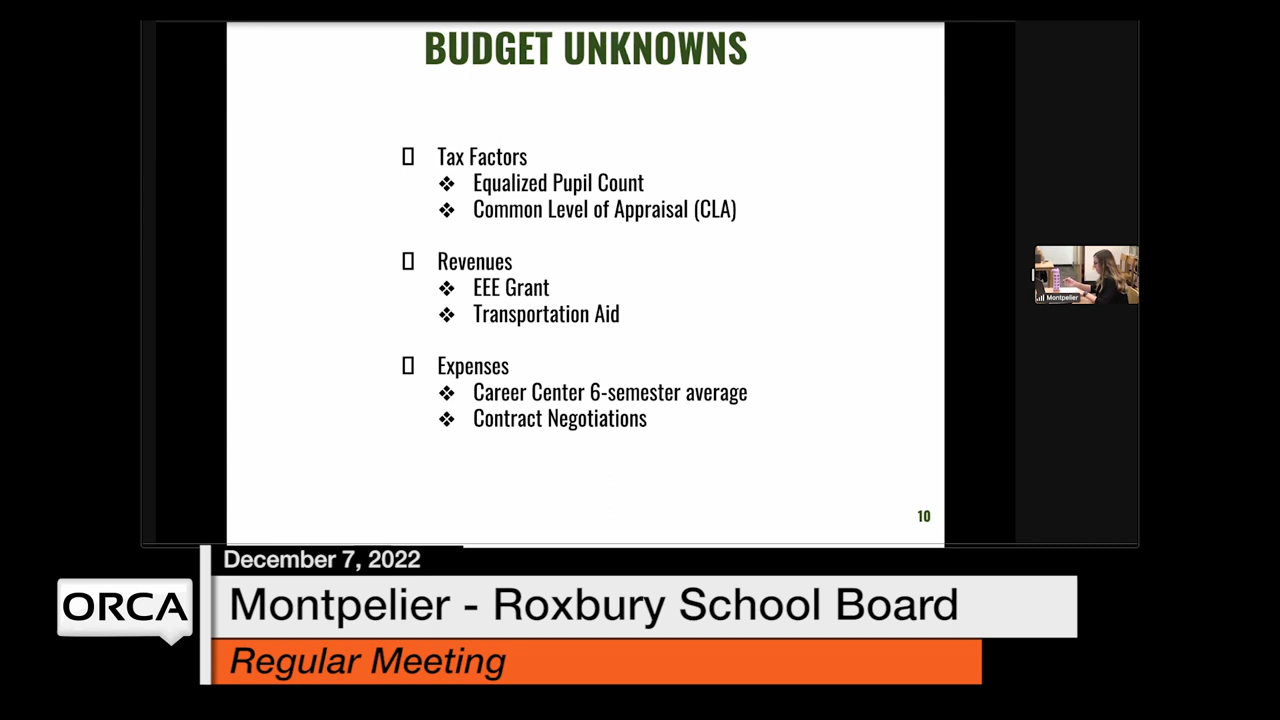 BUDGET UNKNOWNS
Tax Factors
❖ Equalized Pupil Count
❖ Common Level of Appraisal (CLA)
Revenues
❖ EEE Grant
❖ Transportation Aid
Expenses
❖ Career Center 6-semester average
❖ Contract Negotiations
10
Montpelier
December 7, 2022
ORCA
Montpelier - Roxbury School Board
Regular Meeting